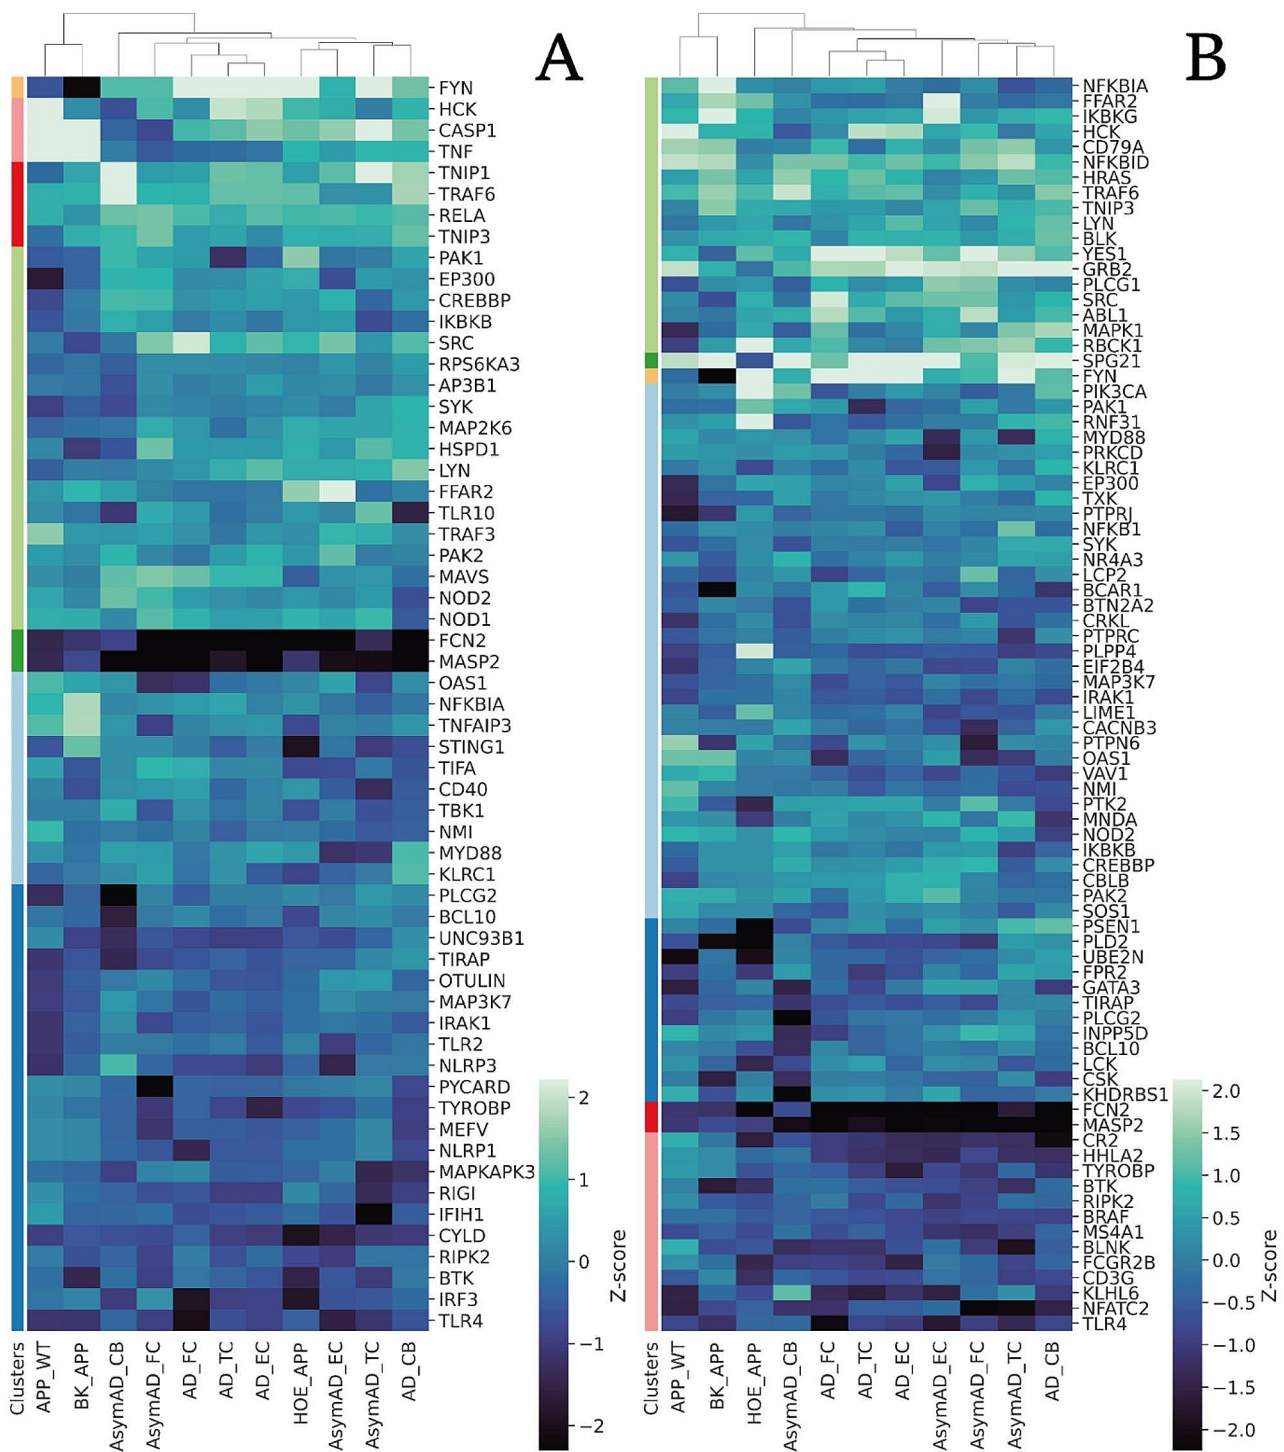 A
FYN
HCK
CASP1
TNF
TNIP1
TRAF6
RELA
TNIP3
PAK1
EP300
CREBBP
IKBKB
SRC
RPS6KA3
AP3B1
SYK
MAP2K6
HSPD1
LYN
FFAR2
TLR10
TRAF3
PAK2
MAVS
NOD2
NOD1
FCN2
MASP2
OAS1
NFKBIA
TNFAIP3
STING1
TIFA
CD40
TBK1
NMI
MYD88
KLRC1
PLCG2
BCL10
UNC93B1
TIRAP
OTULIN
MAP3K7
IRAK1
TLR2
NLRP3
PYCARD
TYROBP
MEFV
NLRP1
MAPKAPK3
RIGI
IFIH1
CYLD
RIPK2
BTK
IRF3
TLR4
Clusters
APP_WT
BK_APP
AsymAD_CB
AsymAD_FC
AD_FC
AD_TC
AD_EC
HOE_APP
AsymAD_EC
AsymAD_TC
AD_CB
2
1
0
−1
−2
Z-score
B
NFKBIA
FFAR2
IKBKG
HCK
CD79A
NFKBID
HRAS
TRAF6
TNIP3
LYN
BLK
YES1
GRB2
PLCG1
SRC
ABL1
MAPK1
RBCK1
SPG21
FYN
PIK3CA
PAK1
RNF31
MYD88
PRKCD
KLRC1
EP300
TXK
PTPRJ
NFKB1
SYK
NR4A3
LCP2
BCAR1
BTN2A2
CRKL
PTPRC
PLPP4
EIF2B4
MAP3K7
IRAK1
LIME1
CACNB3
PTPN6
OAS1
VAV1
NMI
PTK2
MNDA
NOD2
IKBKB
CREBBP
CBLB
PAK2
SOS1
PSEN1
PLD2
UBE2N
FPR2
GATA3
TIRAP
PLCG2
INPP5D
BCL10
LCK
CSK
KHDRBS1
FCN2
MASP2
CR2
HHLA2
TYROBP
BTK
RIPK2
BRAF
MS4A1
BLNK
FCGR2B
CD3G
KLHL6
NFATC2
TLR4
Clusters
APP_WT
BK_APP
HOE_APP
AsymAD_CB
AD_FC
AD_TC
AD_EC
AsymAD_EC
AsymAD_FC
AsymAD_TC
AD_CB
2.0
1.5
1.0
0.5
0.0
−0.5
−1.0
−1.5
−2.0
Z-score